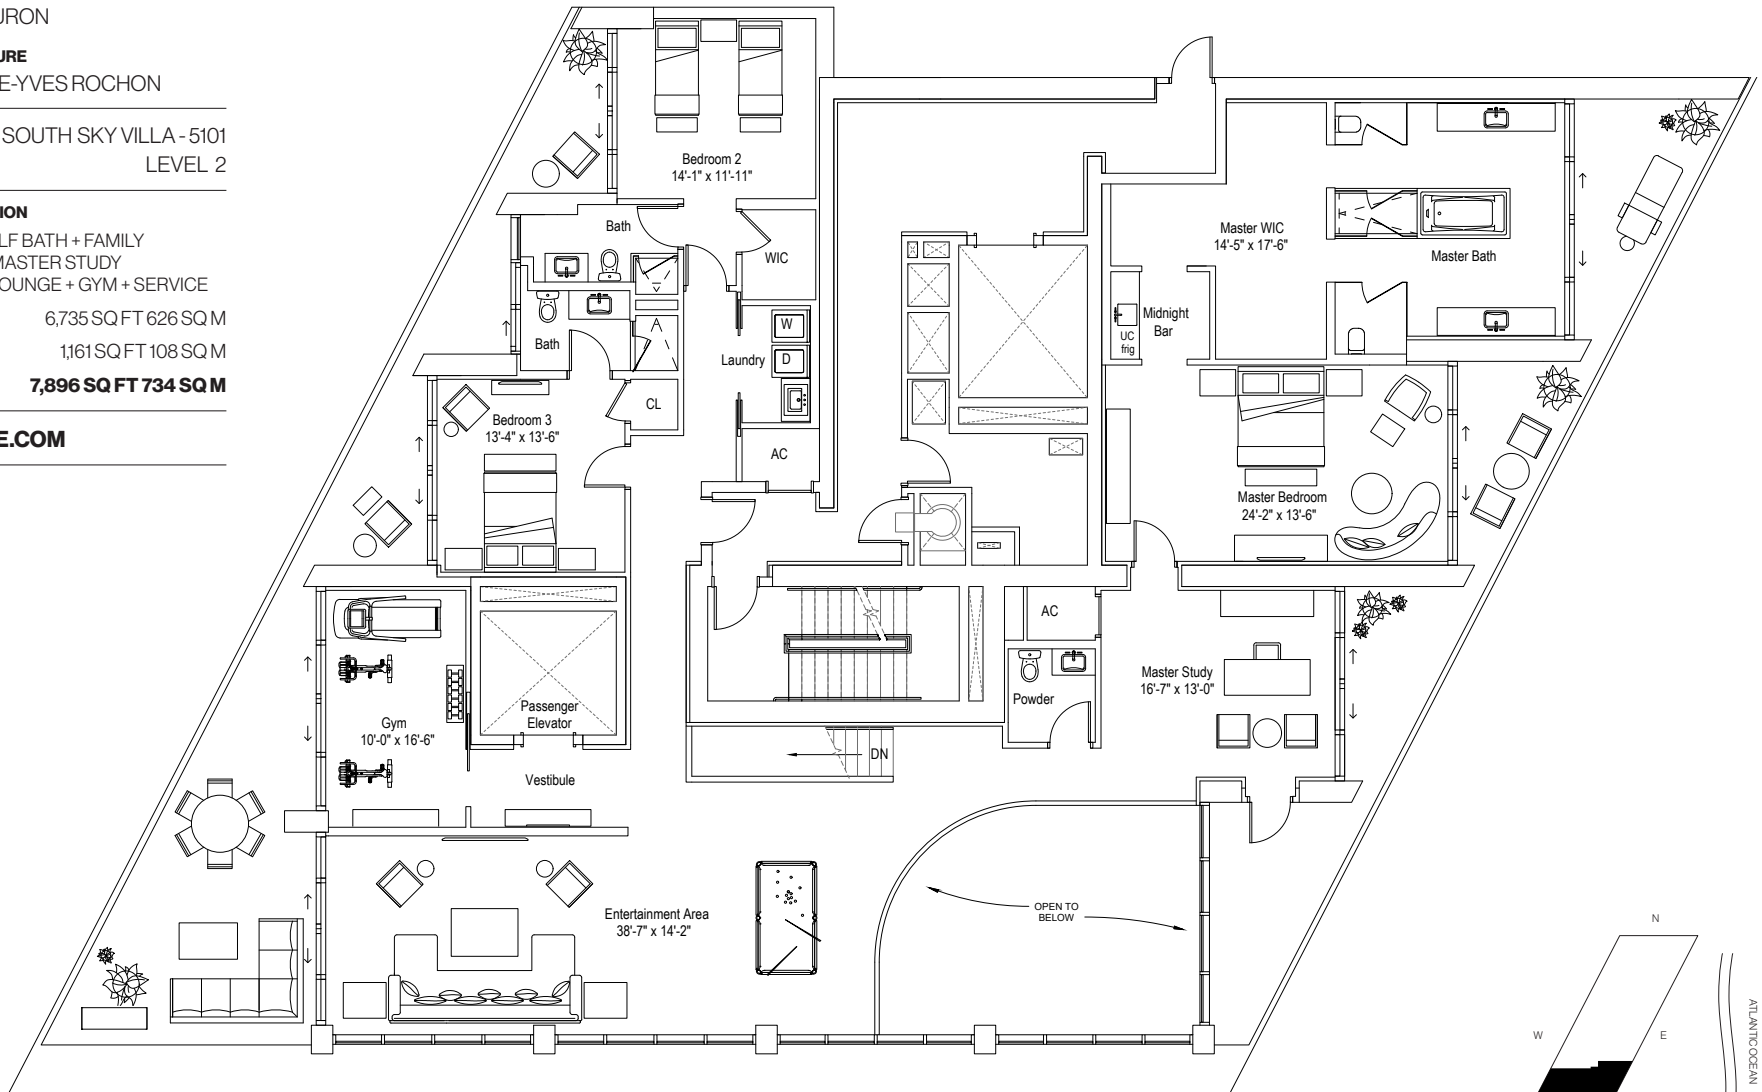 URON
URE
E-YVES ROCHON
SOUTH SKY VILLA - 5101
LEVEL 2
ION
LF BATH + FAMILY
MASTER STUDY
OUNGE + GYM + SERVICE
6,735 SQ FT 626 SQ M
1,161 SQ FT 108 SQ M
7,896 SQ FT 734 SQ M
E.COM
Bedroom 2
14'-1" x 11'-11"
Bath
WIC
Master WIC
14'-5" x 17'-6"
Master Bath
Midnight
Bar
UC
frig
W
D
Laundry
Bath
CL
Bedroom 3
13'-4" x 13'-6"
AC
Master Bedroom
24'-2" x 13'-6"
AC
Master Study
16'-7" x 13'-0"
Powder
Passenger
Elevator
Gym
10'-0" x 16'-6"
DN
Vestibule
Entertainment Area
38'-7" x 14'-2"
OPEN TO
BELOW
N
W
E
ATLANTIC OCEAN